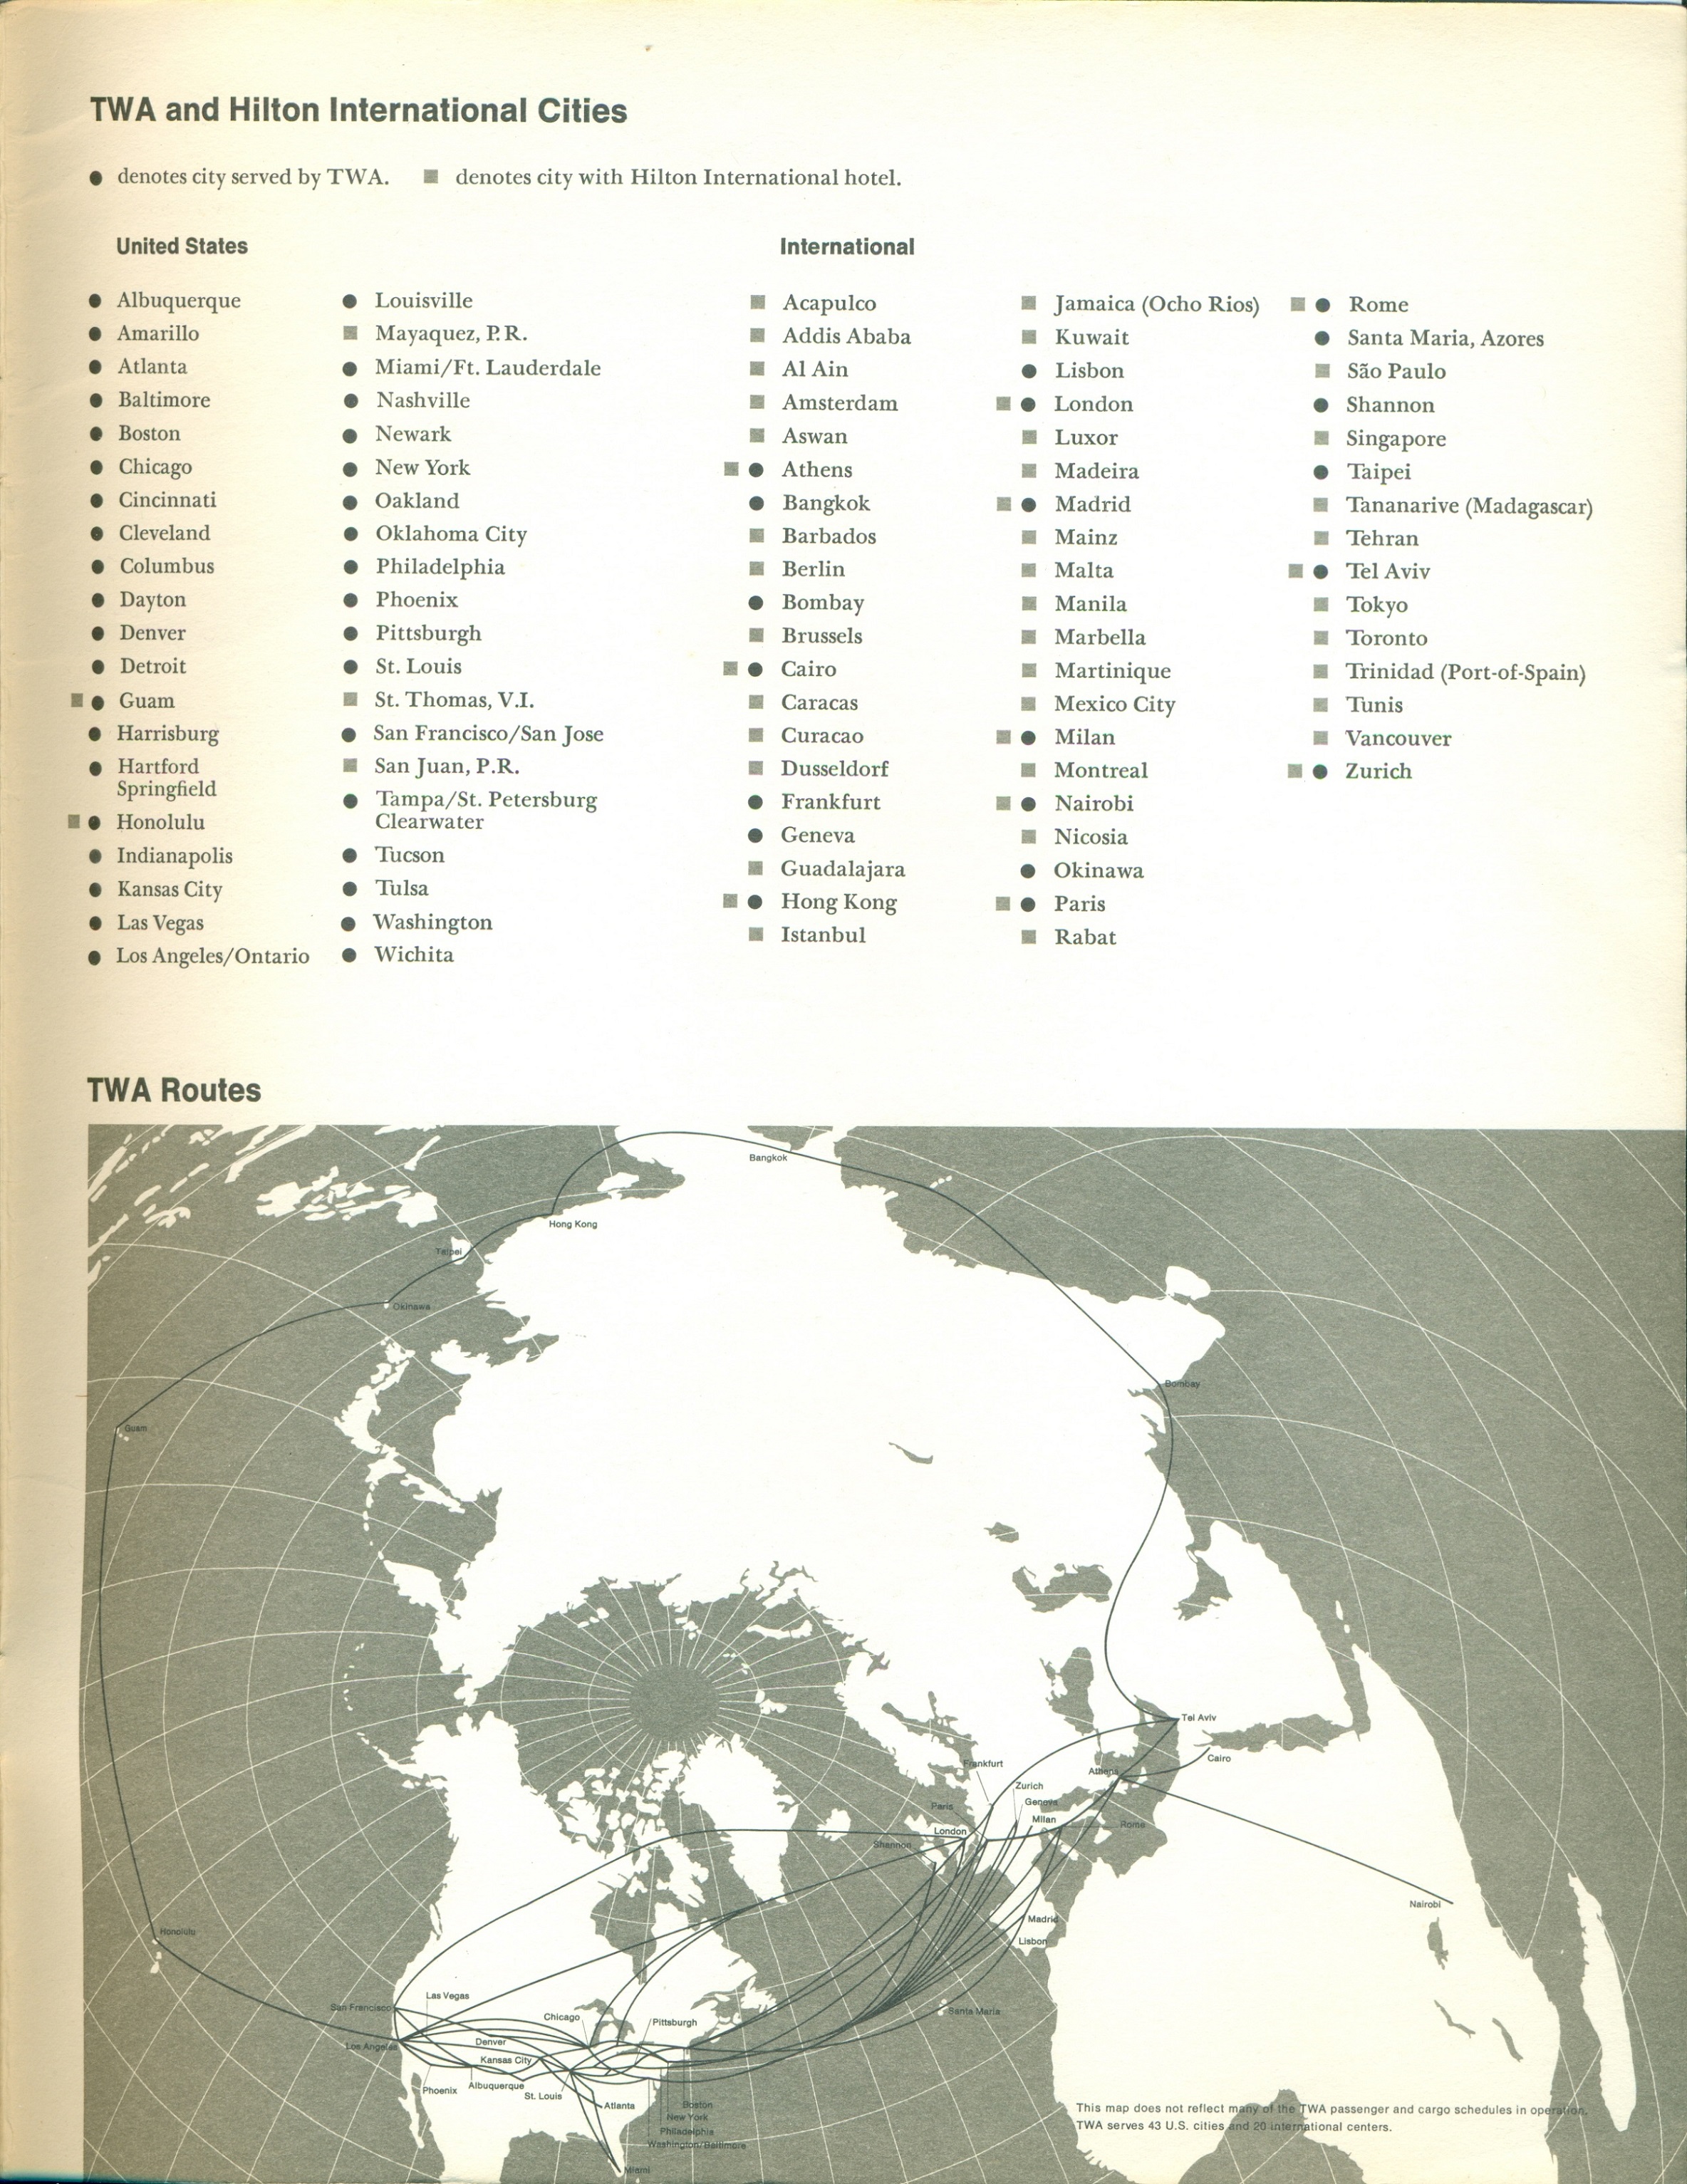 TWA and Hilton International Cities
● denotes city served by TWA. ■ denotes city with Hilton International hotel.
United States
● Albuquerque
● Amarillo
● Atlanta
● Baltimore
● Boston
● Chicago
● Cincinnati
● Cleveland
● Columbus
● Dayton
● Denver
● Detroit
■ ● Guam
● Harrisburg
● Hartford
Springfield
■ ● Honolulu
● Indianapolis
● Kansas City
● Las Vegas
● Los Angeles/Ontario
● Louisville
■ Mayaquez, P.R.
● Miami/Ft. Lauderdale
● Nashville
● Newark
● New York
● Oakland
● Oklahoma City
● Philadelphia
● Phoenix
● Pittsburgh
● St. Louis
■ St. Thomas, V.I.
● San Francisco/San Jose
■ San Juan, P.R.
● Tampa/St. Petersburg
Clearwater
● Tucson
● Tulsa
● Washington
● Wichita
International
■ Acapulco
■ Addis Ababa
■ Al Ain
■ Amsterdam
■ Aswan
■ ● Athens
● Bangkok
■ Barbados
■ Berlin
● Bombay
■ Brussels
■ ● Cairo
■ Caracas
■ Curacao
■ Dusseldorf
● Frankfurt
● Geneva
■ Guadalajara
■ ● Hong Kong
■ Istanbul
■ Jamaica (Ocho Rios)
■ Kuwait
● Lisbon
■ ● London
■ Luxor
■ Madeira
■ ● Madrid
■ Mainz
■ Malta
■ Manila
■ Marbella
■ Martinique
■ Mexico City
■ ● Milan
■ Montreal
■ ● Nairobi
■ Nicosia
● Okinawa
■ ● Paris
■ Rabat
■ ● Rome
● Santa Maria, Azores
■ São Paulo
● Shannon
■ Singapore
● Taipei
■ Tananarive (Madagascar)
■ Tehran
■ ● Tel Aviv
■ Tokyo
■ Toronto
■ Trinidad (Port-of-Spain)
■ Tunis
■ Vancouver
■ ● Zurich
TWA Routes
Bangkok
Hong Kong
Taipei
Okinawa
Bombay
Guam
Tel Aviv
Cairo
Frankfurt
Athens
Zurich
Geneva
Paris
Milan
Rome
London
Shannon
Nairobi
Madrid
Honolulu
Lisbon
Las Vegas
San Francisco
Santa Maria
Chicago
Pittsburgh
Denver
Los Angeles
Kansas City
Albuquerque
Phoenix
St. Louis
Atlanta
Boston
New York
Philadelphia
Washington/Baltimore
Miami
This map does not reflect many of the TWA passenger and cargo schedules in operation.
TWA serves 43 U.S. cities and 20 international centers.